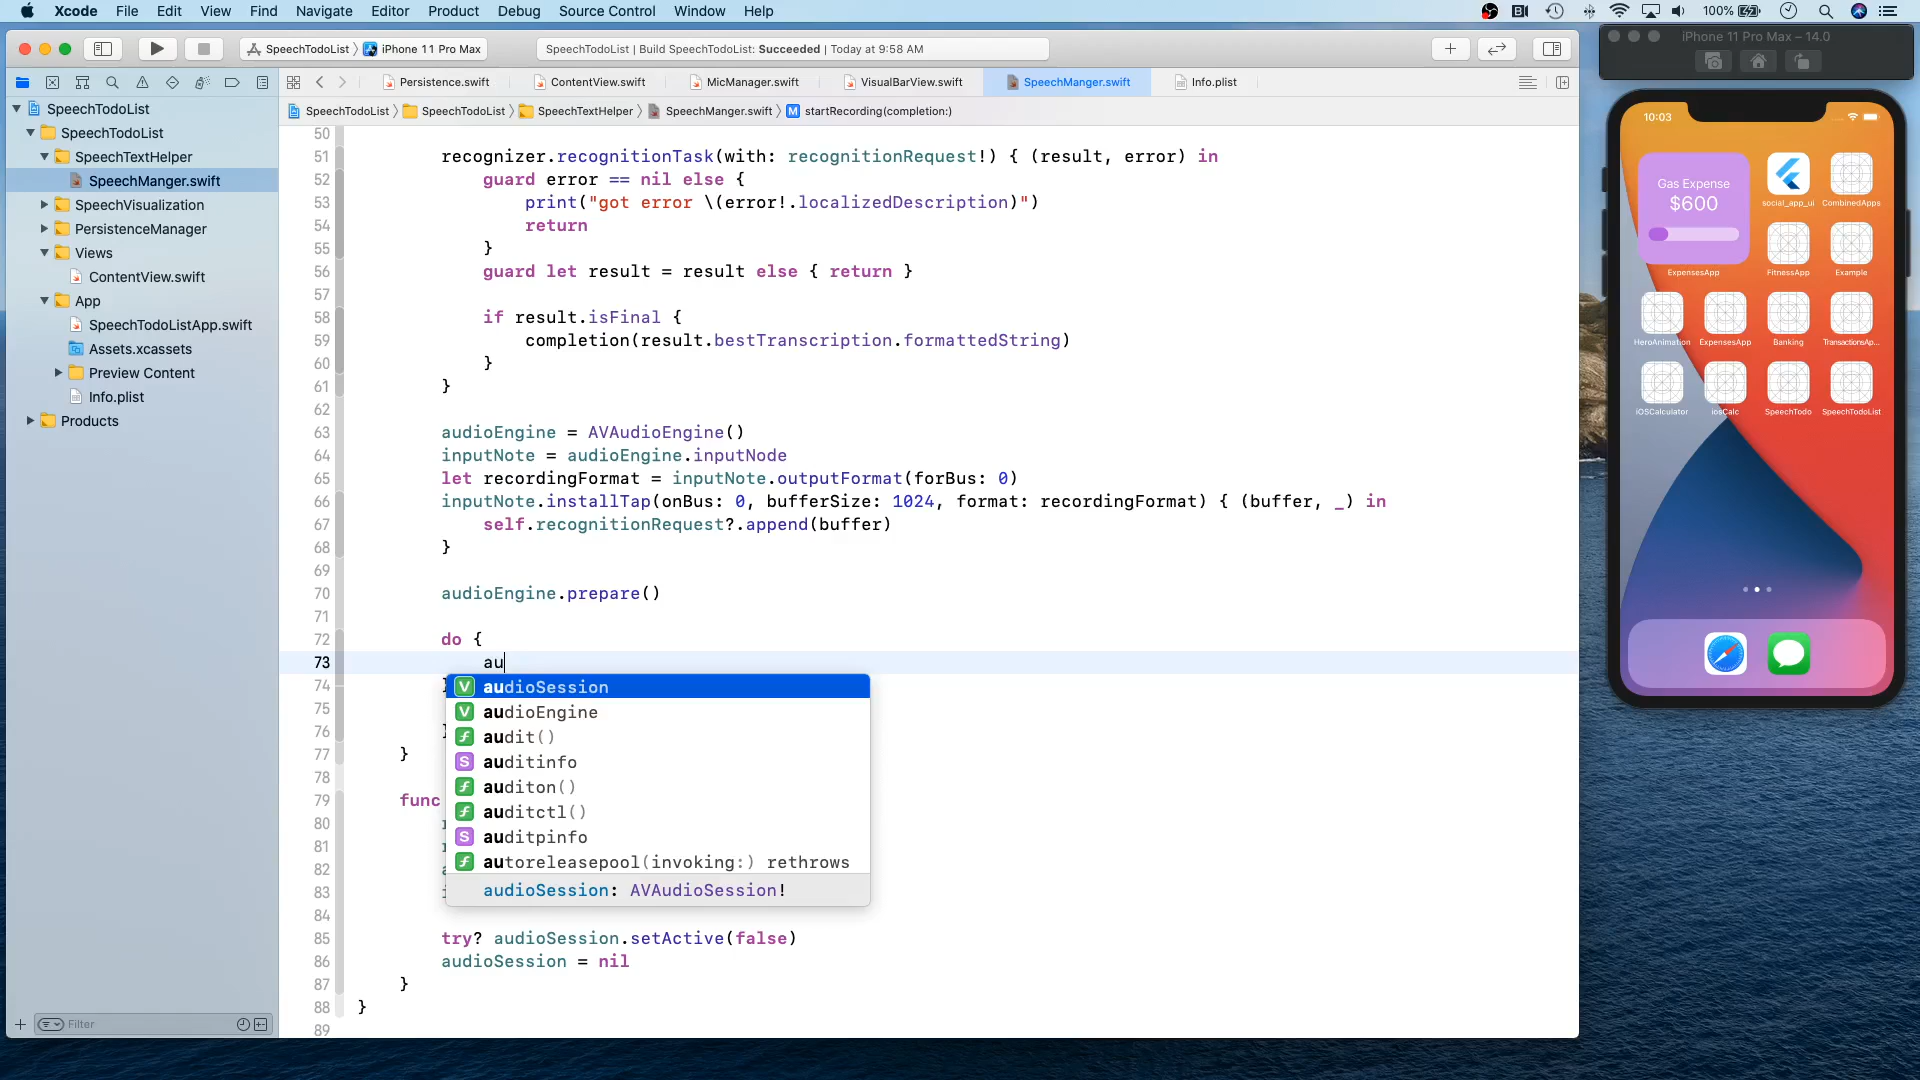 Xcode File Edit View Find Navigate Editor Product Debug Source Control Window Help
100%
SpeechTodoList iPhone 11 Pro Max
SpeechTodoList | Build SpeechTodoList: Succeeded | Today at 9:58 AM
iPhone 11 Pro Max – 14.0
Persistence.swift ContentView.swift MicManager.swift VisualBarView.swift SpeechManger.swift Info.plist
SpeechTodoList SpeechTodoList SpeechTextHelper SpeechManger.swift M startRecording(completion:)
SpeechTodoList
SpeechTodoList
SpeechTextHelper
SpeechManger.swift
SpeechVisualization
PersistenceManager
Views
ContentView.swift
App
SpeechTodoListApp.swift
Assets.xcassets
Preview Content
Info.plist
Products
Filter
50
51 recognizer.recognitionTask(with: recognitionRequest!) { (result, error) in
52 guard error == nil else {
53 print("got error \(error!.localizedDescription)")
54 return
55 }
56 guard let result = result else { return }
57
58 if result.isFinal {
59 completion(result.bestTranscription.formattedString)
60 }
61 }
62
63 audioEngine = AVAudioEngine()
64 inputNote = audioEngine.inputNode
65 let recordingFormat = inputNote.outputFormat(forBus: 0)
66 inputNote.installTap(onBus: 0, bufferSize: 1024, format: recordingFormat) { (buffer, _) in
67 self.recognitionRequest?.append(buffer)
68 }
69
70 audioEngine.prepare()
71
72 do {
73 au
74
75
76
77 }
78
79 func
80
81
82
83
84
85 try? audioSession.setActive(false)
86 audioSession = nil
87 }
88 }
89
V audioSession
V audioEngine
f audit()
S auditinfo
f auditon()
f auditctl()
S auditpinfo
f autoreleasepool(invoking:) rethrows
audioSession: AVAudioSession!
10:03
Gas Expense
$600
ExpensesApp
social_app_ui CombinedApps
FitnessApp Example
HeroAnimation ExpensesApp Banking TransactionsAp...
iOSCalculator iosCalc SpeechTodo SpeechTodoList